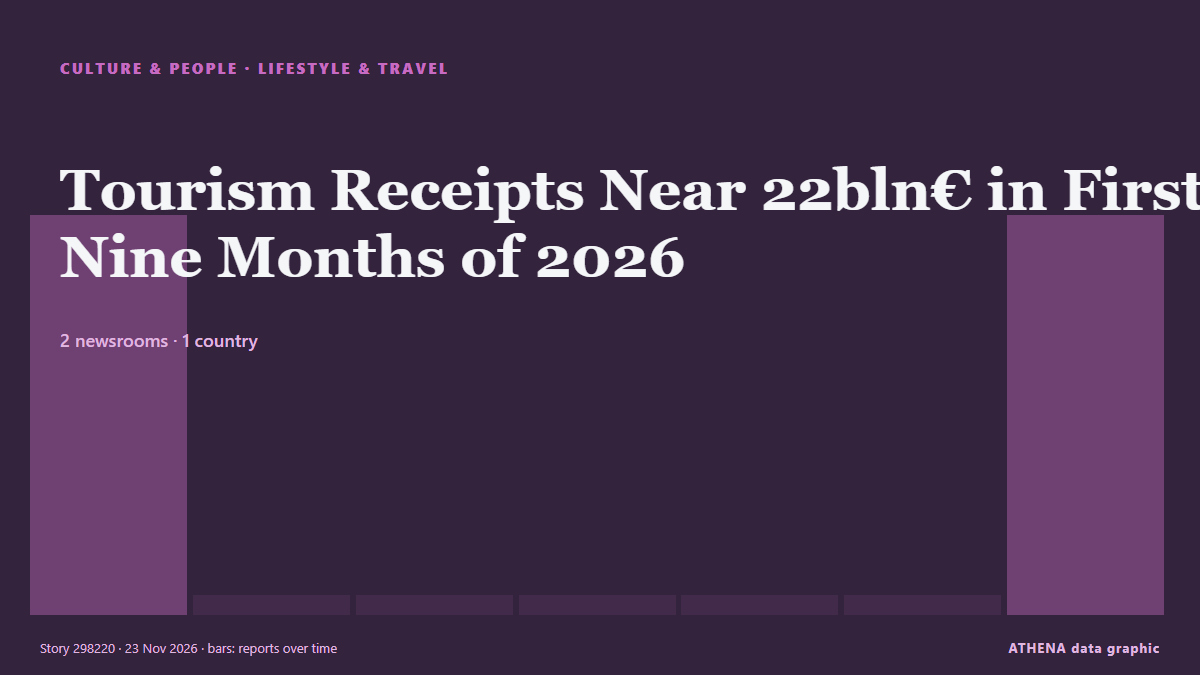 CULTURE & PEOPLE · LIFESTYLE & TRAVEL
Tourism Receipts Near 22bln€ in First
Nine Months of 2026
2 newsrooms · 1 country
Story 298220 · 23 Nov 2026 · bars: reports over time
ATHENA data graphic